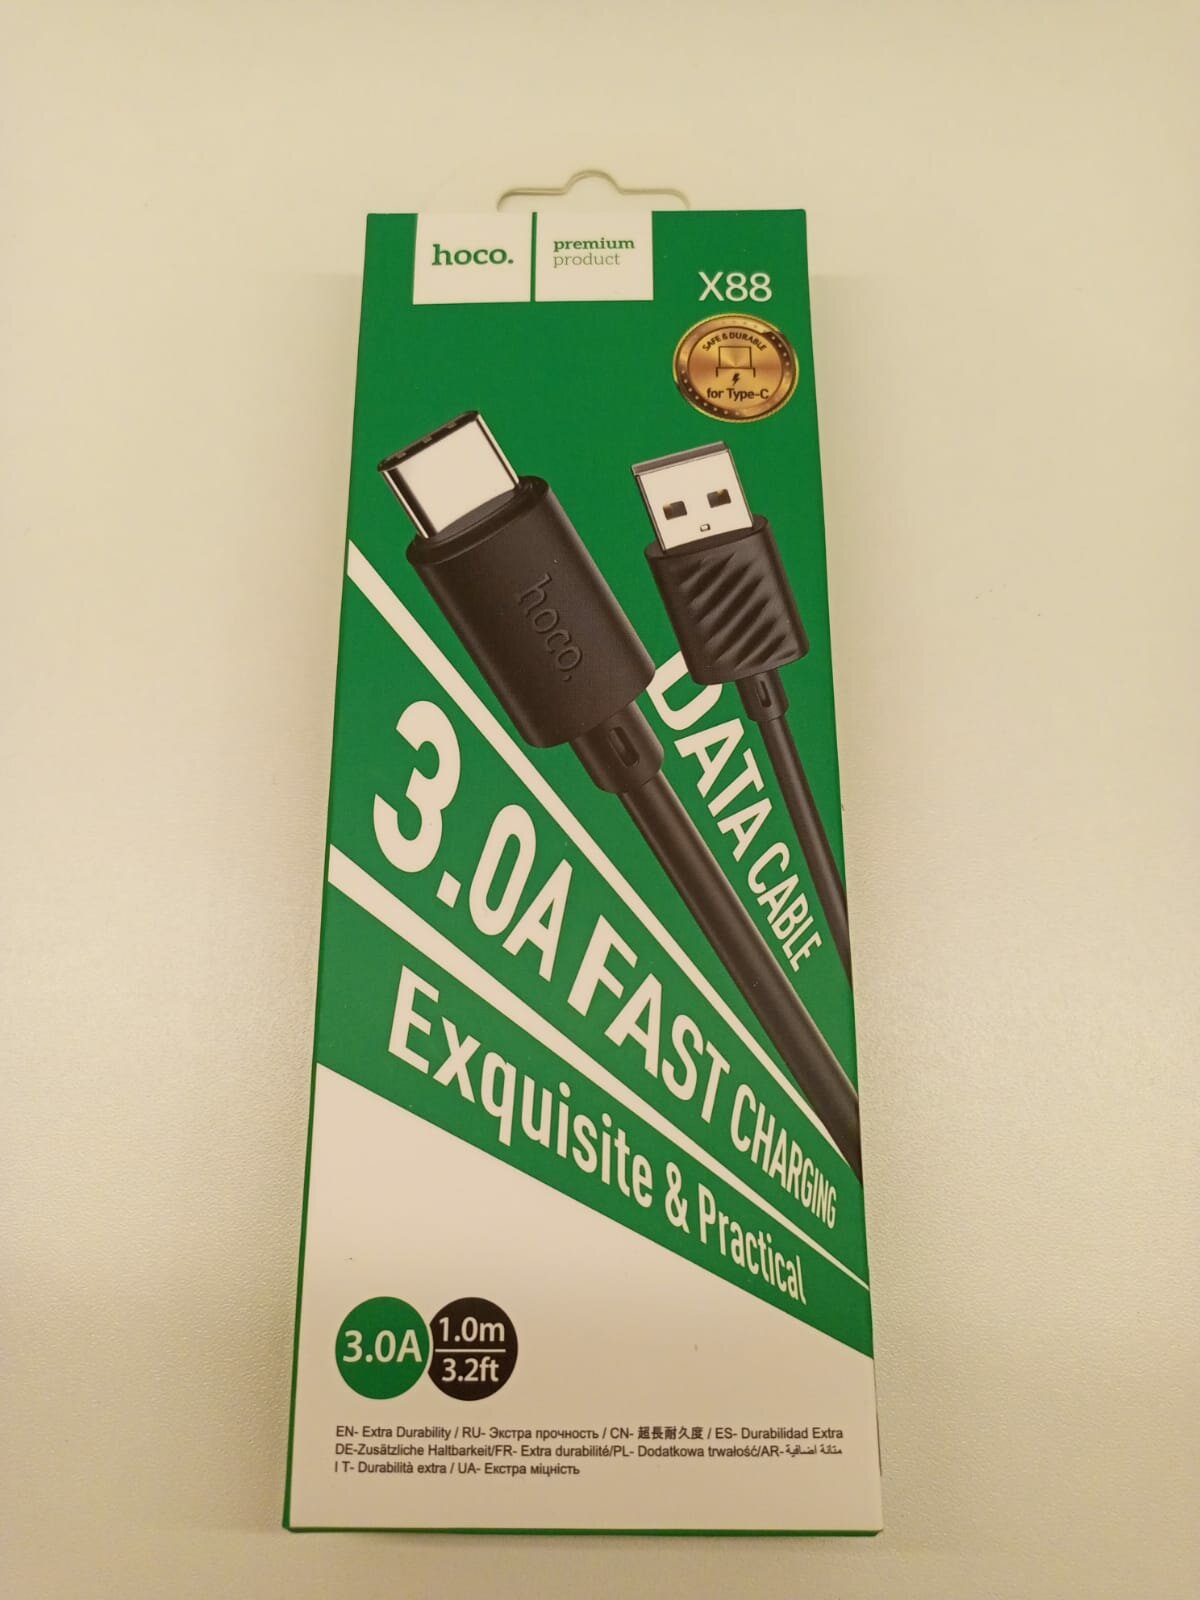 hoco.
premium
product
X88
SAFE & DURABLE
for Type-C
hoco.
DATA CABLE
3.0A FAST CHARGING
Exquisite & Practical
3.0A
1.0m
3.2ft
EN- Extra Durability / RU- Экстра прочность / CN- 超長耐久度 / ES- Durabilidad Extra
DE-Zusätzliche Haltbarkeit/FR- Extra durabilité/PL- Dodatkowa trwałość/AR- متانة اضافية
I T- Durabilità extra / UA- Екстра міцність